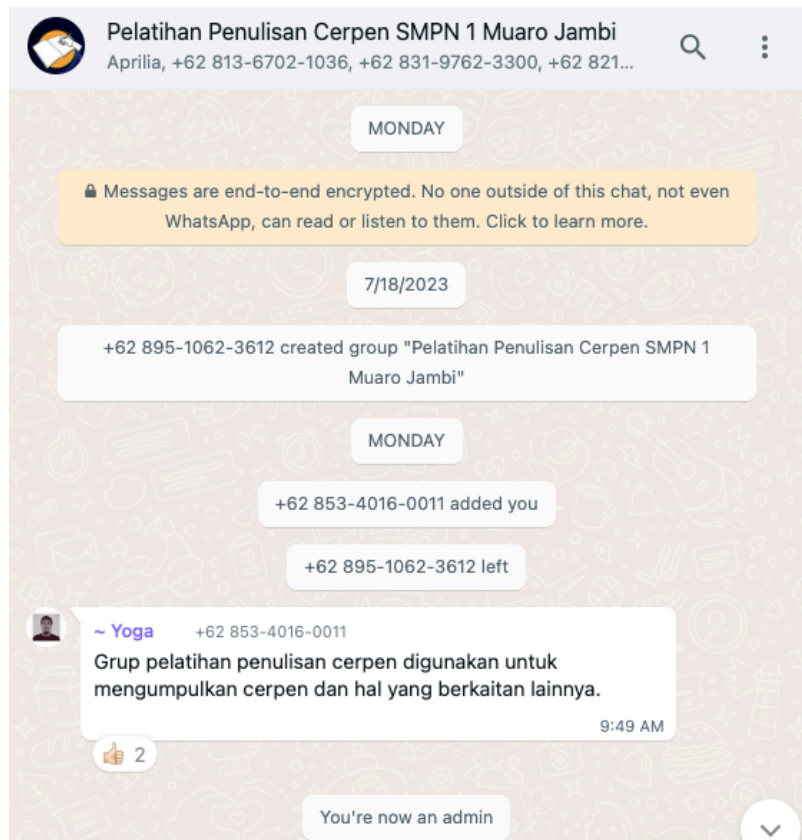 Pelatihan Penulisan Cerpen SMPN 1 Muaro Jambi
Aprilia, +62 813-6702-1036, +62 831-9762-3300, +62 821...
MONDAY
Messages are end-to-end encrypted. No one outside of this chat, not even
WhatsApp, can read or listen to them. Click to learn more.
7/18/2023
+62 895-1062-3612 created group "Pelatihan Penulisan Cerpen SMPN 1
Muaro Jambi"
MONDAY
+62 853-4016-0011 added you
+62 895-1062-3612 left
~ Yoga +62 853-4016-0011
Grup pelatihan penulisan cerpen digunakan untuk
mengumpulkan cerpen dan hal yang berkaitan lainnya.
9:49 AM
2
You're now an admin